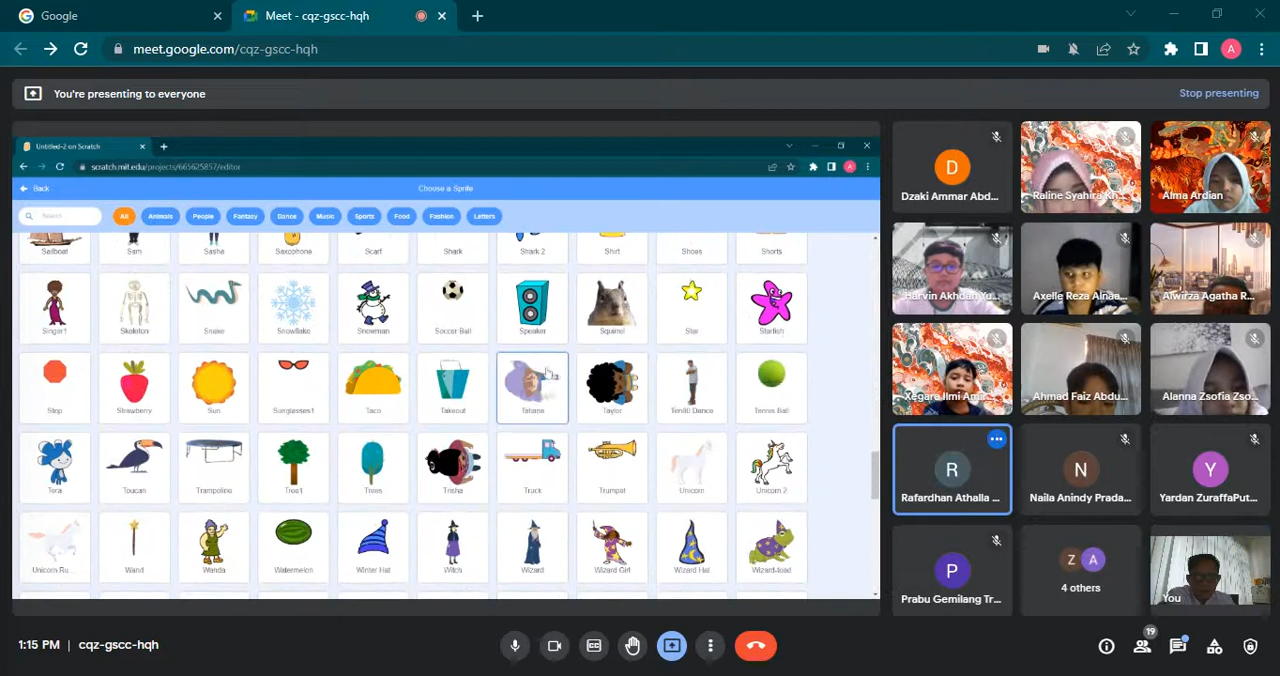 Google
Meet - cqz-gscc-hqh
meet.google.com/cqz-gscc-hqh
A
You're presenting to everyone
Stop presenting
Untitled-2 on Scratch
scratch.mit.edu/projects/665625857/editor
A
Back
Choose a Sprite
Search
All
Animals
People
Fantasy
Dance
Music
Sports
Food
Fashion
Letters
Sailboat
Sam
Sasha
Saxophone
Scarf
Shark
Shark 2
Shirt
Shoes
Shorts
Singer1
Skeleton
Snake
Snowflake
Snowman
Soccer Ball
Speaker
Squirrel
Star
Starfish
Stop
Strawberry
Sun
Sunglasses1
Taco
Takeout
Tatiana
Taylor
Ten80 Dance
Tennis Ball
Tera
Toucan
Trampoline
Tree1
Trees
Trisha
Truck
Trumpet
Unicorn
Unicorn 2
Unicorn Ru...
Wand
Wanda
Watermelon
Winter Hat
Witch
Wizard
Wizard Girl
Wizard Hat
Wizard-toad
D
Dzaki Ammar Abd...
Raline Syahira Kh...
Alma Ardian
Harvin Akhdan Yu...
Axelle Reza Alnaa...
Alwirza Agatha R...
Xegara Ilmi
Ahmad Faiz Abdu...
Alanna Zsofia Zso...
R
Rafardhan Athalla ...
N
Naila Anindy Prada...
Y
Yardan ZuraffaPut...
P
Prabu Gemilang Tr...
Z
A
4 others
You
1:15 PM | cqz-gscc-hqh
19